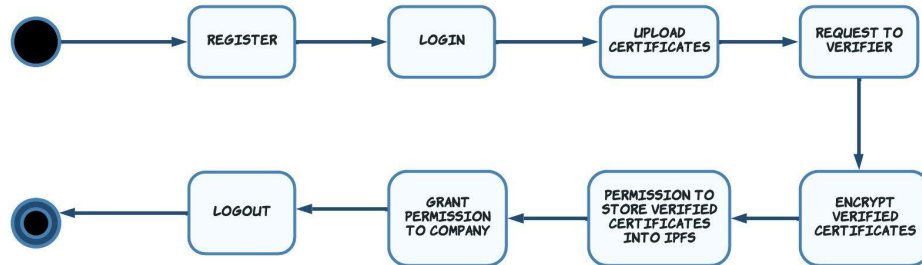 REGISTER
LOGIN
UPLOAD
CERTIFICATES
REQUEST TO
VERIFIER
ENCRYPT
VERIFIED
CERTIFICATES
PERMISSION TO
STORE VERIFIED
CERTIFICATES
INTO IPFS
GRANT
PERMISSION
TO COMPANY
LOGOUT